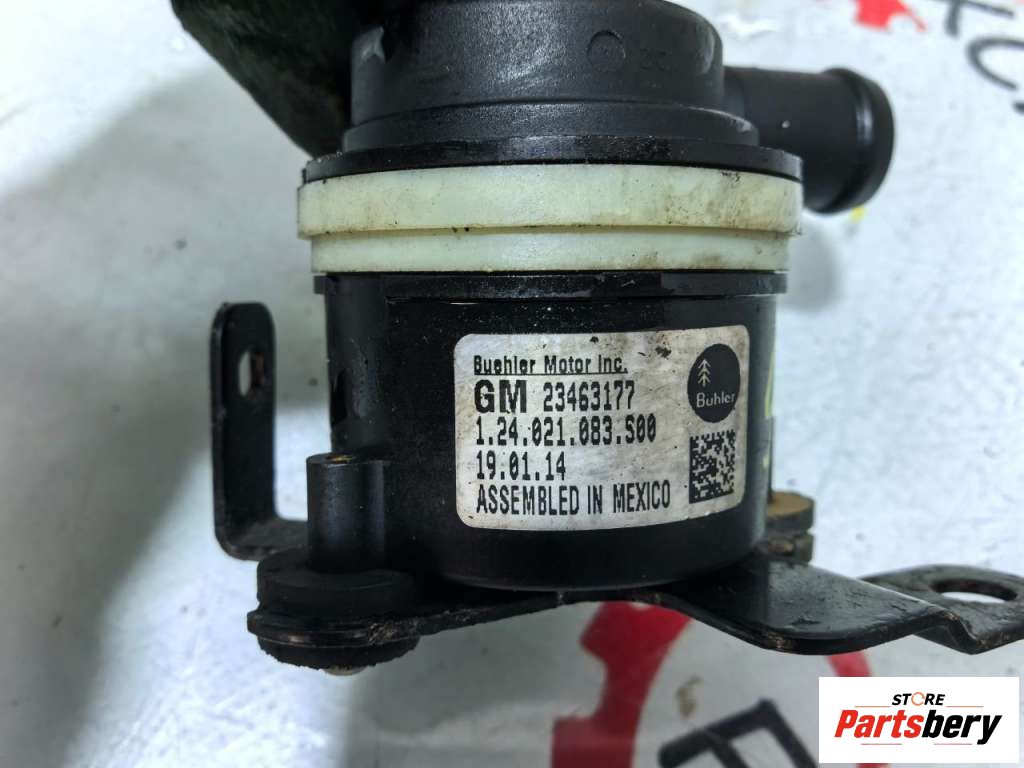 Buehler Motor Inc.
GM 23463177
1.24.021.083.S00
19.01.14
ASSEMBLED IN MEXICO
Buhler
STORE
Partsbery